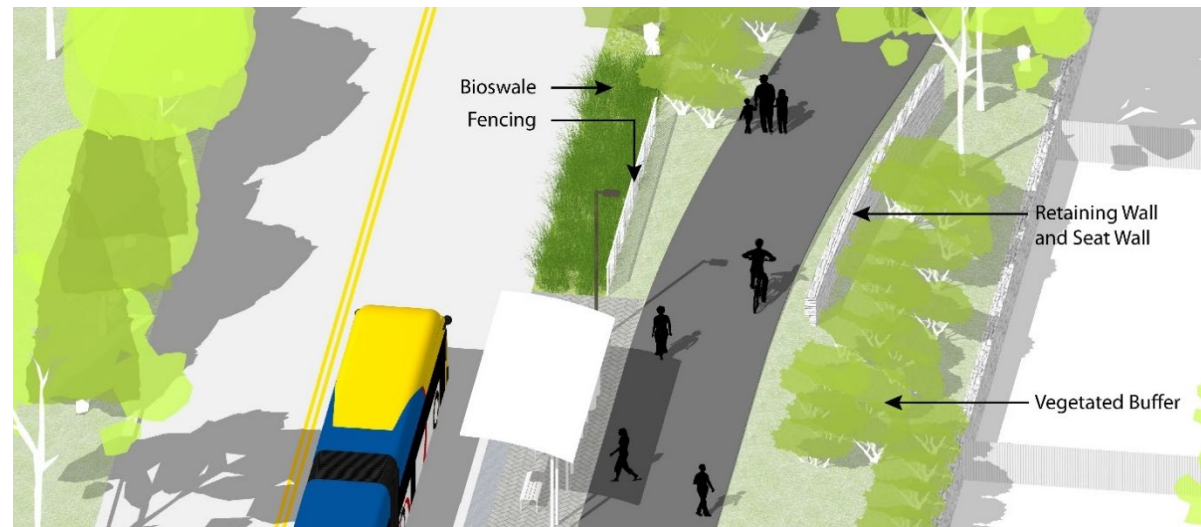 Bioswale
Fencing
Retaining Wall
and Seat Wall
Vegetated Buffer